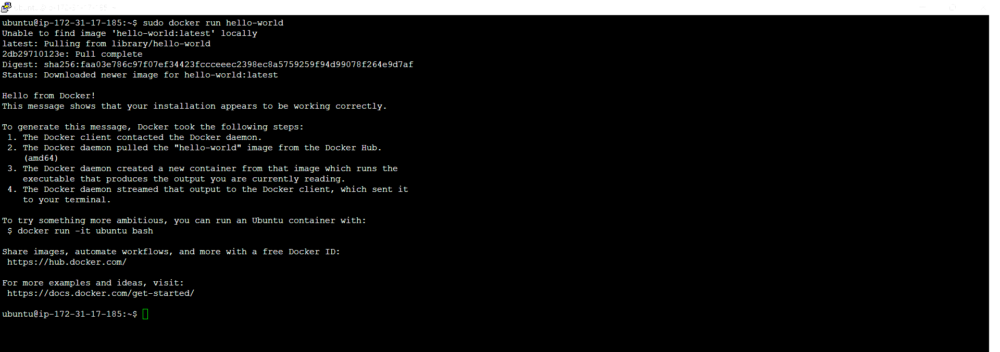 ubuntu@ip-172-31-17-185: ~
ubuntu@ip-172-31-17-185:~$ sudo docker run hello-world
Unable to find image 'hello-world:latest' locally
latest: Pulling from library/hello-world
2db29710123e: Pull complete
Digest: sha256:faa03e786c97f07ef34423fccceeec2398ec8a5759259f94d99078f264e9d7af
Status: Downloaded newer image for hello-world:latest
Hello from Docker!
This message shows that your installation appears to be working correctly.
To generate this message, Docker took the following steps:
1. The Docker client contacted the Docker daemon.
2. The Docker daemon pulled the "hello-world" image from the Docker Hub.
(amd64)
3. The Docker daemon created a new container from that image which runs the
executable that produces the output you are currently reading.
4. The Docker daemon streamed that output to the Docker client, which sent it
to your terminal.
To try something more ambitious, you can run an Ubuntu container with:
$ docker run -it ubuntu bash
Share images, automate workflows, and more with a free Docker ID:
https://hub.docker.com/
For more examples and ideas, visit:
https://docs.docker.com/get-started/
ubuntu@ip-172-31-17-185:~$